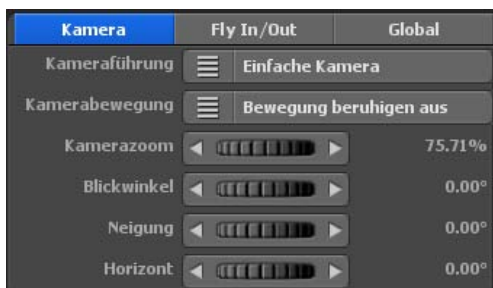 Kamera Fly In/Out Global
Kameraführung Einfache Kamera
Kamerabewegung Bewegung beruhigen aus
Kamerazoom 75.71%
Blickwinkel 0.00°
Neigung 0.00°
Horizont 0.00°